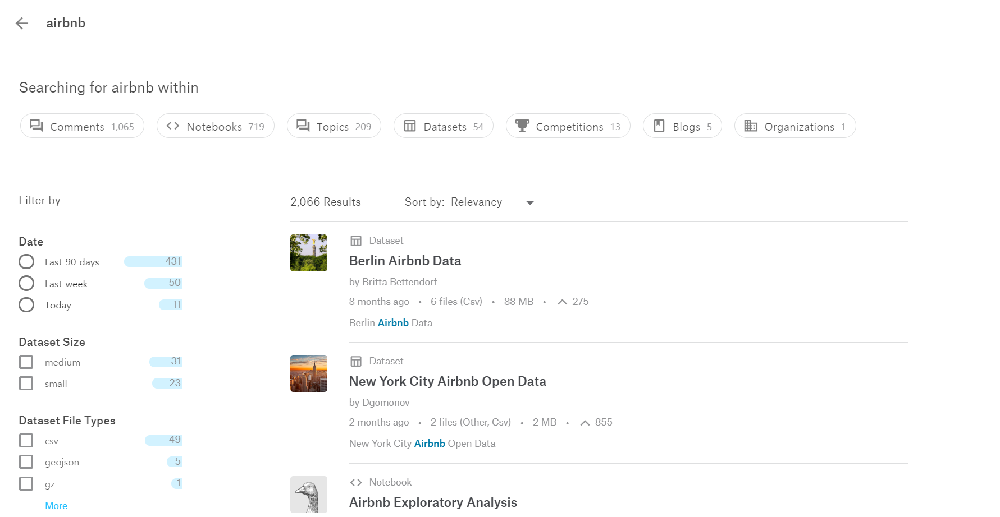 airbnb
Searching for airbnb within
Comments 1,065 Notebooks 719 Topics 209 Datasets 54 Competitions 13 Blogs 5 Organizations 1
Filter by
Date
Last 90 days 431
Last week 50
Today 11
Dataset Size
medium 31
small 23
Dataset File Types
csv 49
geojson 5
gz 1
More
2,066 Results Sort by: Relevancy
Dataset
Berlin Airbnb Data
by Britta Bettendorf
8 months ago • 6 files (Csv) • 88 MB • 275
Berlin Airbnb Data
Dataset
New York City Airbnb Open Data
by Dgomonov
2 months ago • 2 files (Other, Csv) • 2 MB • 855
New York City Airbnb Open Data
Notebook
Airbnb Exploratory Analysis